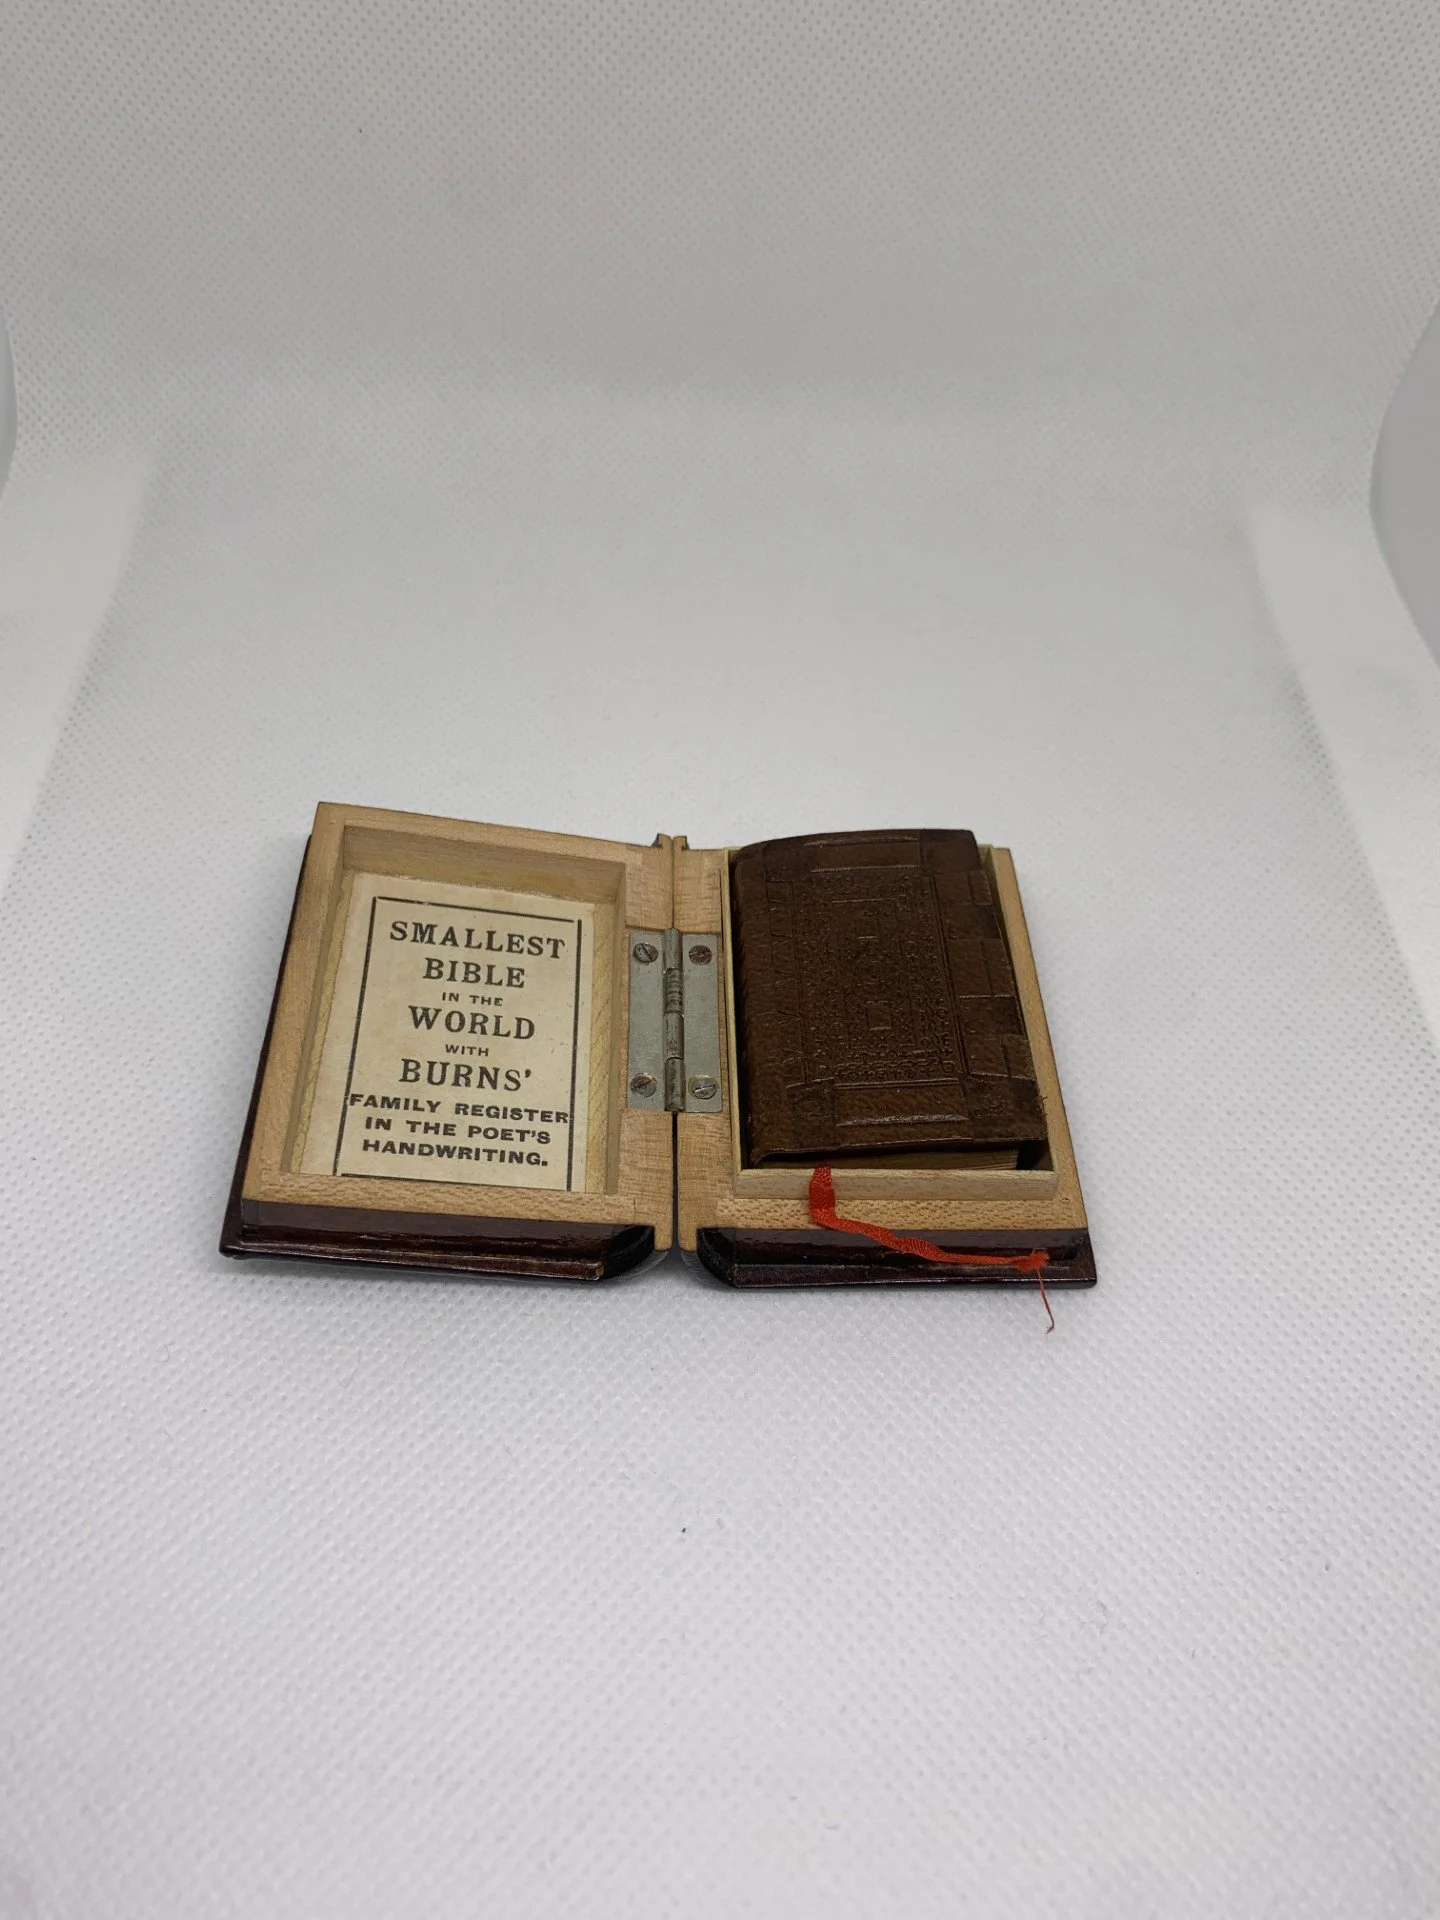 SMALLEST
BIBLE
IN THE
WORLD
WITH
BURNS'
FAMILY REGISTER
IN THE POET'S
HANDWRITING.